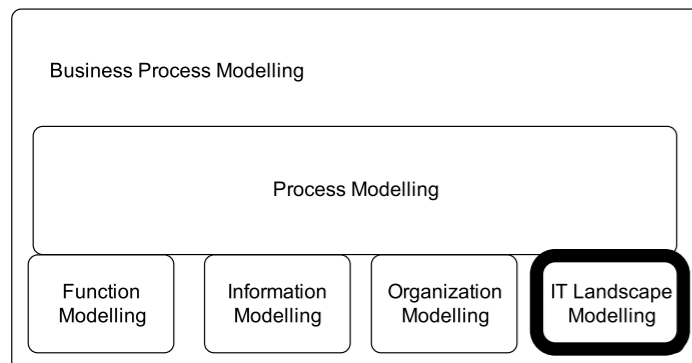 Business Process Modelling
Process Modelling
Function
Modelling
Information
Modelling
Organization
Modelling
IT Landscape
Modelling